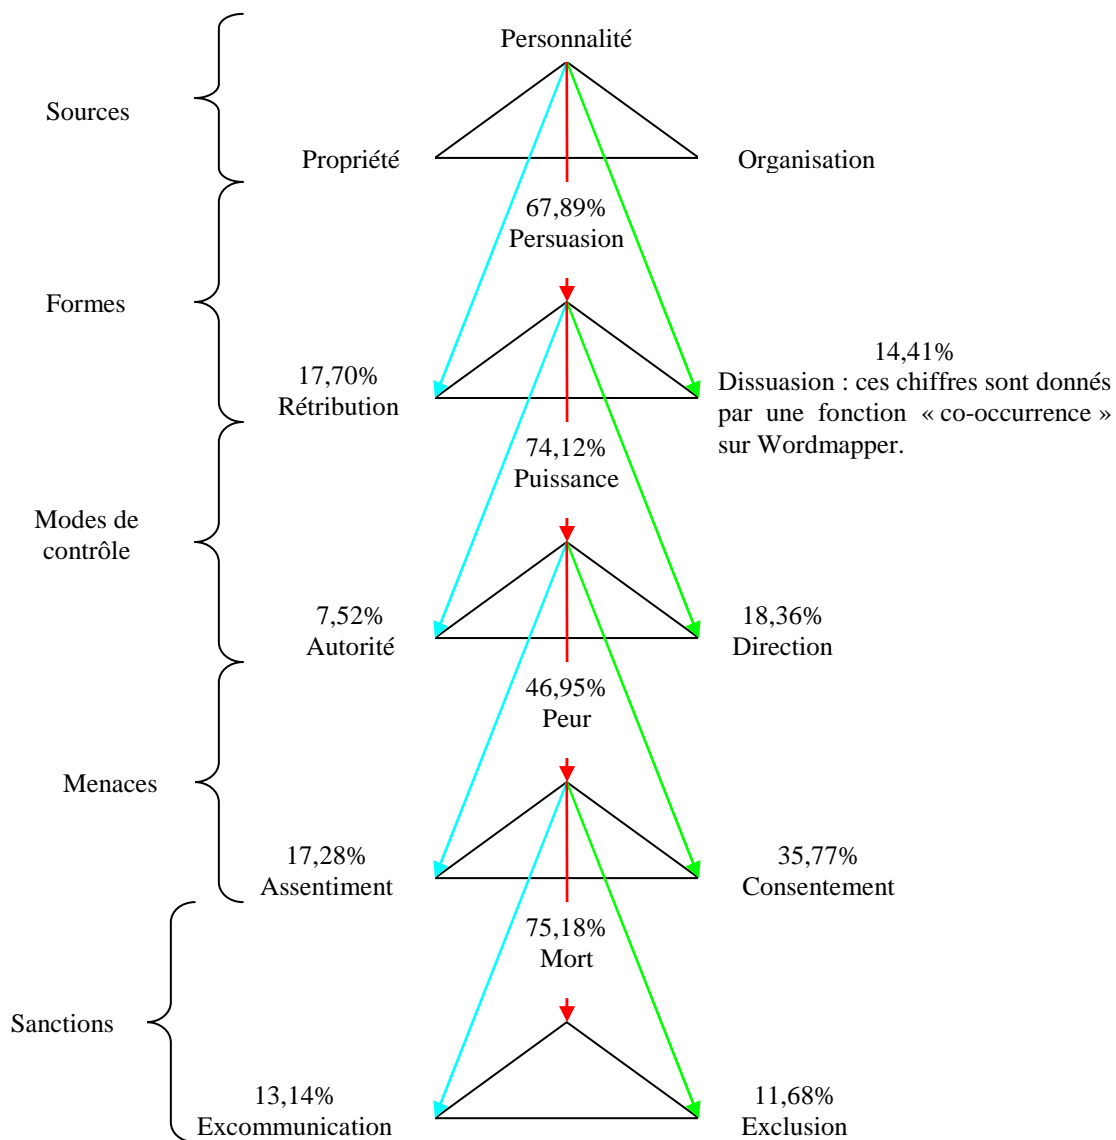 Personnalité
Sources
Propriété
Organisation
67,89%
Persuasion
Formes
17,70%
Rétribution
14,41%
Dissuasion : ces chiffres sont donnés
par une fonction « co-occurrence »
sur Wordmapper.
74,12%
Puissance
Modes de
contrôle
7,52%
Autorité
18,36%
Direction
46,95%
Peur
Menaces
17,28%
Assentiment
35,77%
Consentement
75,18%
Mort
Sanctions
13,14%
Excommunication
11,68%
Exclusion